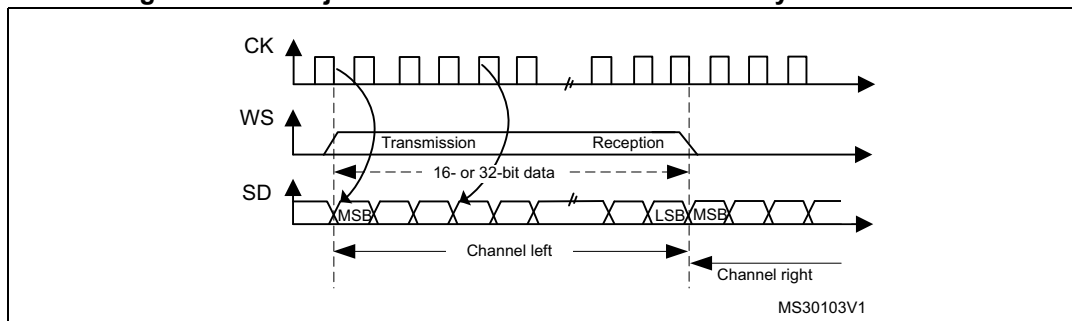 CK
WS
Transmission Reception
16- or 32-bit data
SD
MSB LSB MSB
Channel left
Channel right
MS30103V1